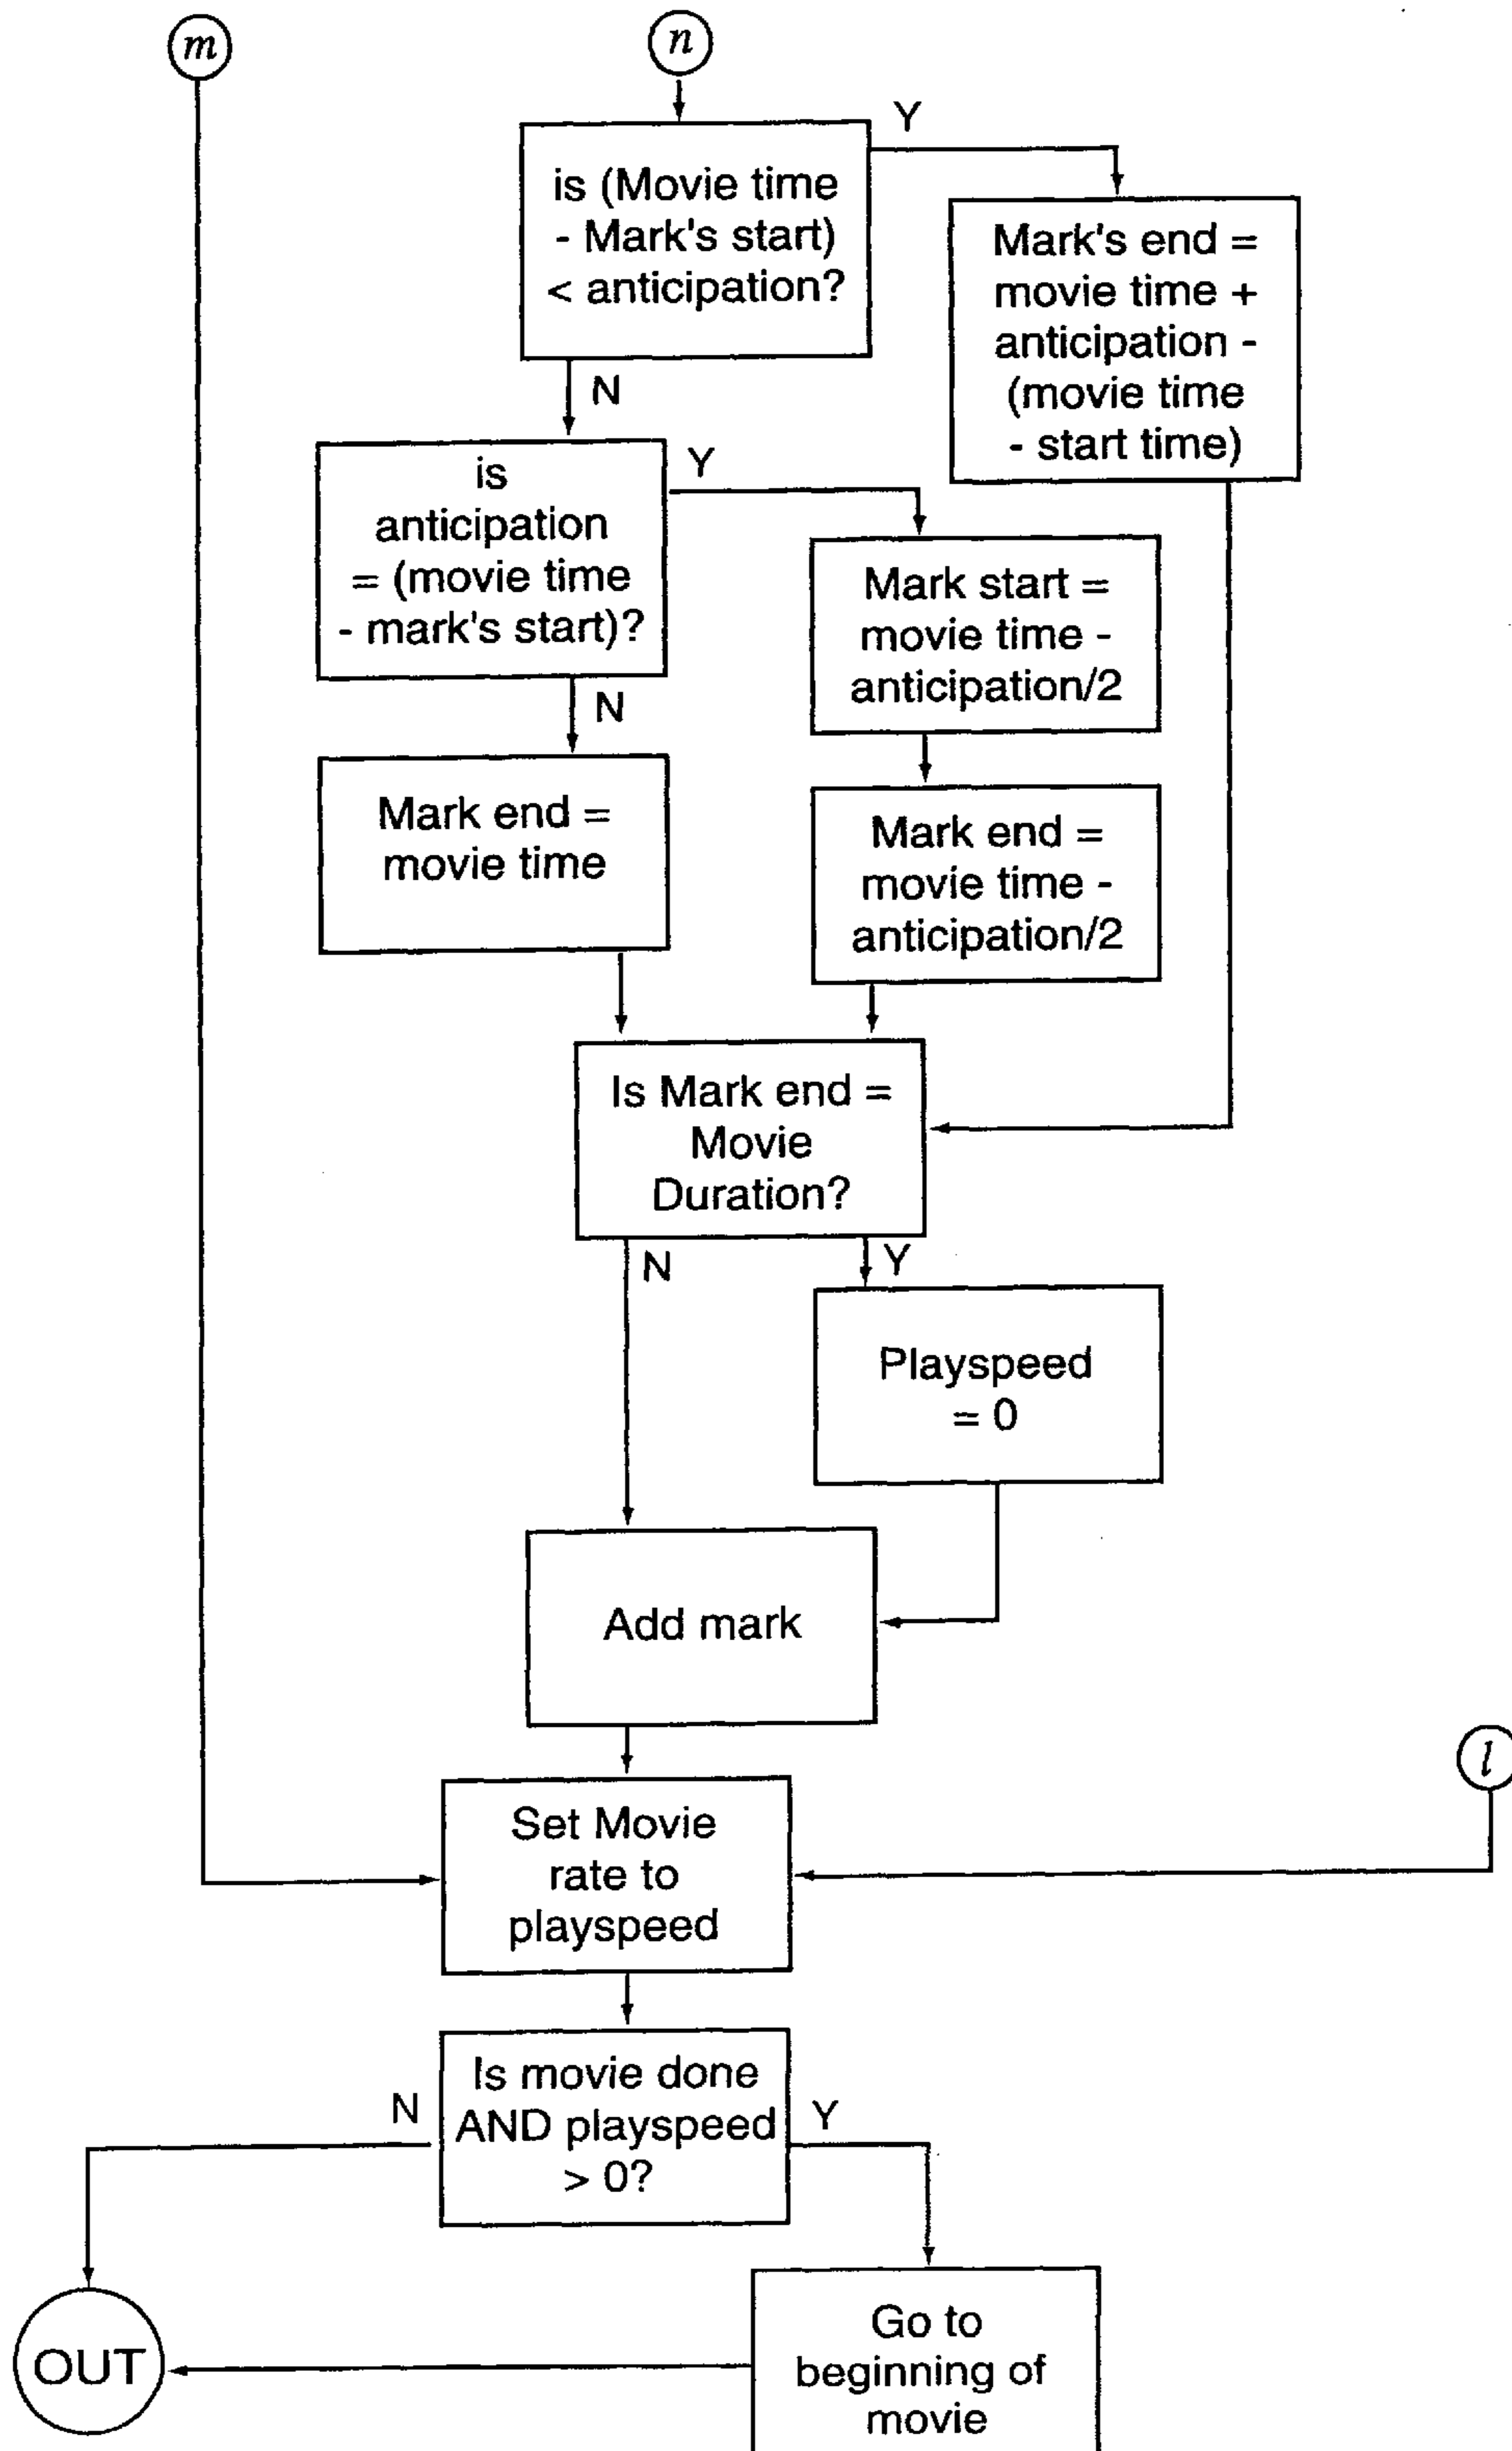 m
n
Y
is (Movie time
- Mark's start)
< anticipation?
Mark's end =
movie time +
anticipation -
(movie time
- start time)
N
is
anticipation
= (movie time
- mark's start)?
Y
Mark start =
movie time -
anticipation/2
N
Mark end =
movie time
Mark end =
movie time -
anticipation/2
Is Mark end =
Movie
Duration?
N
Y
Playspeed
= 0
Add mark
l
Set Movie
rate to
playspeed
Is movie done
AND playspeed
> 0?
N
Y
OUT
Go to
beginning of
movie